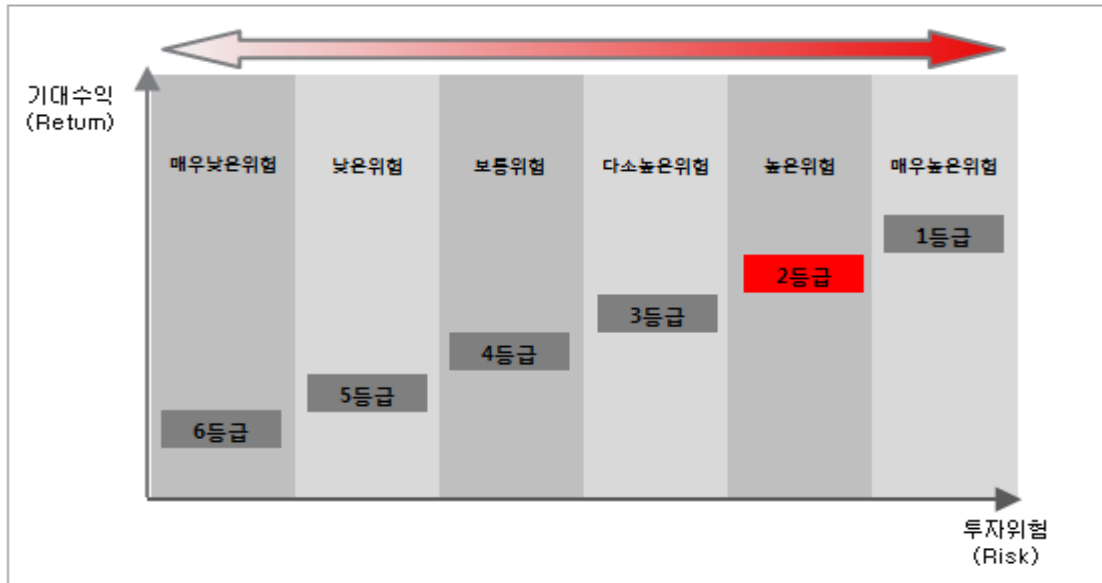 기대수익
(Return)
매우낮은위험
낮은위험
보통위험
다소높은위험
높은위험
매우높은위험
1등급
2등급
3등급
4등급
5등급
6등급
투자위험
(Risk)